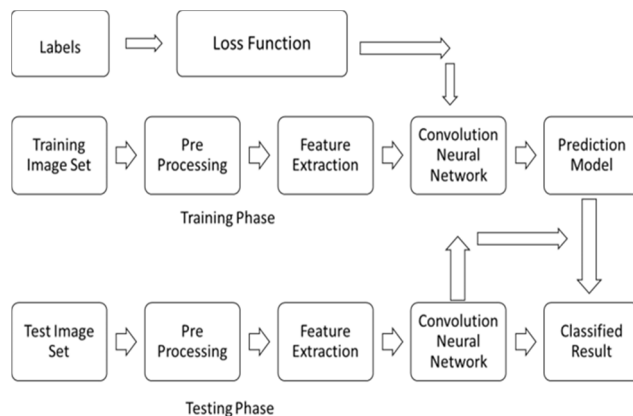 Labels
Loss Function
Training
Image Set
Pre
Processing
Feature
Extraction
Convolution
Neural
Network
Prediction
Model
Training Phase
Test Image
Set
Pre
Processing
Feature
Extraction
Convolution
Neural
Network
Classified
Result
Testing Phase